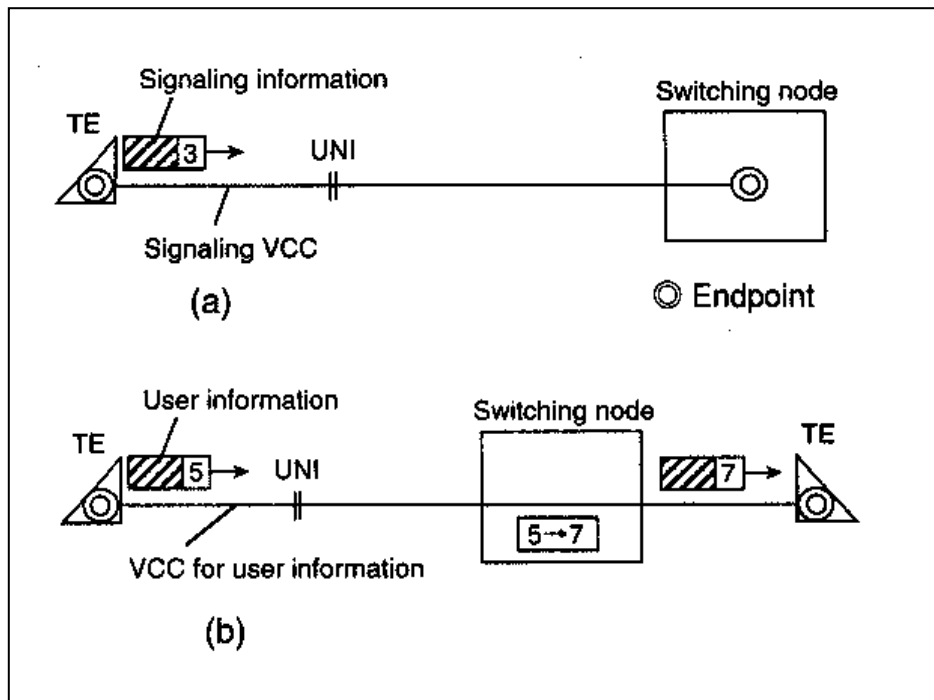 Signaling information
Switching node
TE
3
UNI
Signaling VCC
(a)
Endpoint
User information
Switching node
TE
TE
5
UNI
7
5→7
VCC for user information
(b)